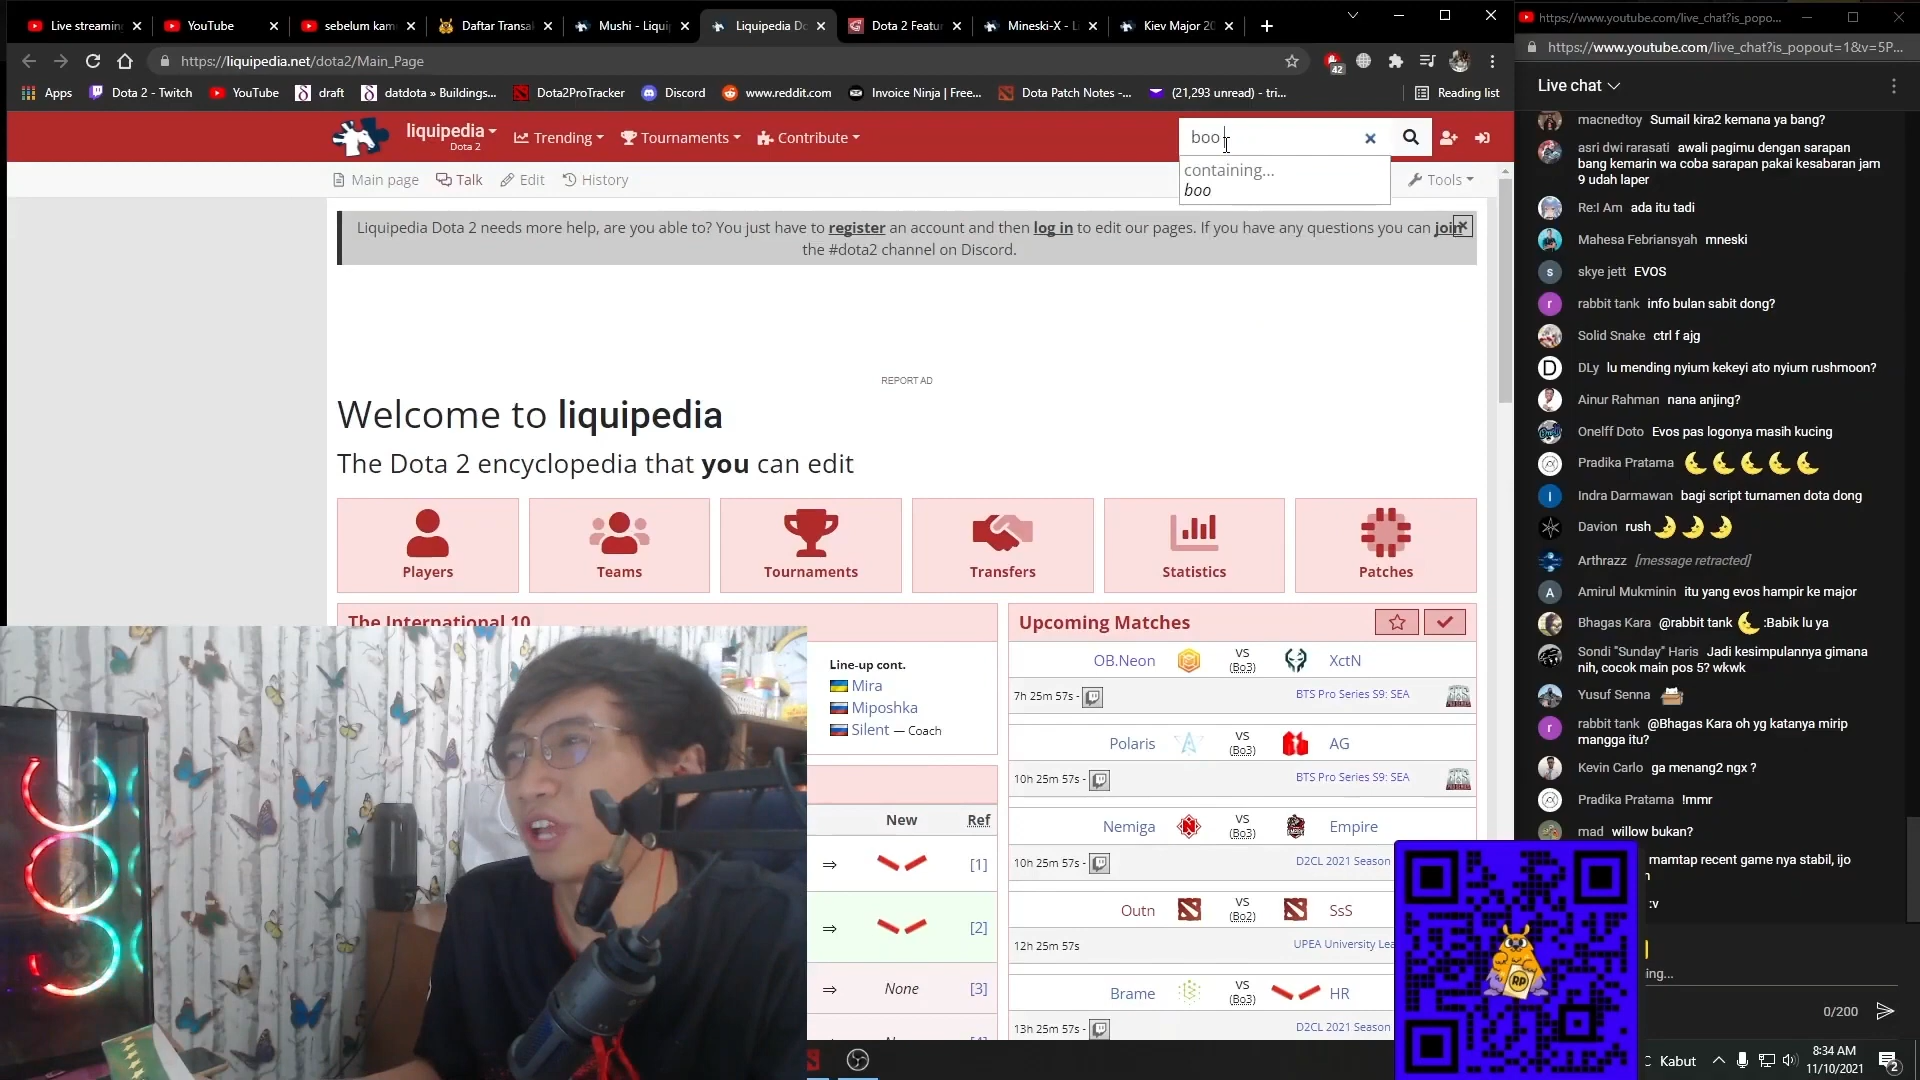 Live streaming
YouTube
sebelum kam
Daftar Transa
Mushi - Liqui
Liquipedia Do
Dota 2 Featu
Mineski-X - L
Kiev Major 20
https://liquipedia.net/dota2/Main_Page
42
Apps
Dota 2 - Twitch
YouTube
draft
datdota » Buildings...
Dota2ProTracker
Discord
www.reddit.com
Invoice Ninja | Free...
Dota Patch Notes -...
(21,293 unread) - tri...
Reading list
liquipedia
Dota 2
Trending
Tournaments
Contribute
boo
containing...
boo
Main page
Talk
Edit
History
Tools
Liquipedia Dota 2 needs more help, are you able to? You just have to register an account and then log in to edit our pages. If you have any questions you can join
the #dota2 channel on Discord.
REPORT AD
Welcome to liquipedia
The Dota 2 encyclopedia that you can edit
Players
Teams
Tournaments
Transfers
Statistics
Patches
The International 10
Line-up cont.
Mira
Miposhka
Silent — Coach
New
Ref
⇒
[1]
⇒
[2]
⇒
None
[3]
Upcoming Matches
OB.Neon
VS
(Bo3)
XctN
7h 25m 57s -
BTS Pro Series S9: SEA
Polaris
VS
(Bo3)
AG
10h 25m 57s -
BTS Pro Series S9: SEA
Nemiga
VS
(Bo3)
Empire
10h 25m 57s -
D2CL 2021 Season
Outn
VS
(Bo2)
SsS
12h 25m 57s
UPEA University Lea
Brame
VS
(Bo3)
HR
13h 25m 57s -
D2CL 2021 Season
https://www.youtube.com/live_chat?is_popo...
https://www.youtube.com/live_chat?is_popout=1&v=5P...
Live chat
macnedtoy Sumail kira2 kemana ya bang?
asri dwi rarasati awali pagimu dengan sarapan
bang kemarin wa coba sarapan pakai kesabaran jam
9 udah laper
Re:I Am ada itu tadi
Mahesa Febriansyah mneski
s
skye jett EVOS
r
rabbit tank info bulan sabit dong?
Solid Snake ctrl f ajg
D
DLy lu mending nyium kekeyi ato nyium rushmoon?
Ainur Rahman nana anjing?
Onelff Doto Evos pas logonya masih kucing
Pradika Pratama 🌜🌜🌜🌜🌜
I
Indra Darmawan bagi script turnamen dota dong
Davion rush🌛🌛🌛
Arthrazz [message retracted]
A
Amirul Mukminin itu yang evos hampir ke major
Bhagas Kara @rabbit tank 🌜 :Babik lu ya
Sondi "Sunday" Haris Jadi kesimpulannya gimana
nih, cocok main pos 5? wkwk
Yusuf Senna
r
rabbit tank @Bhagas Kara oh yg katanya mirip
mangga itu?
Kevin Carlo ga menang2 ngx ?
Pradika Pratama !mmr
mad willow bukan?
mamtap recent game nya stabil, ijo
:v
ing...
0/200
RP
Kabut
8:34 AM
11/10/2021
2